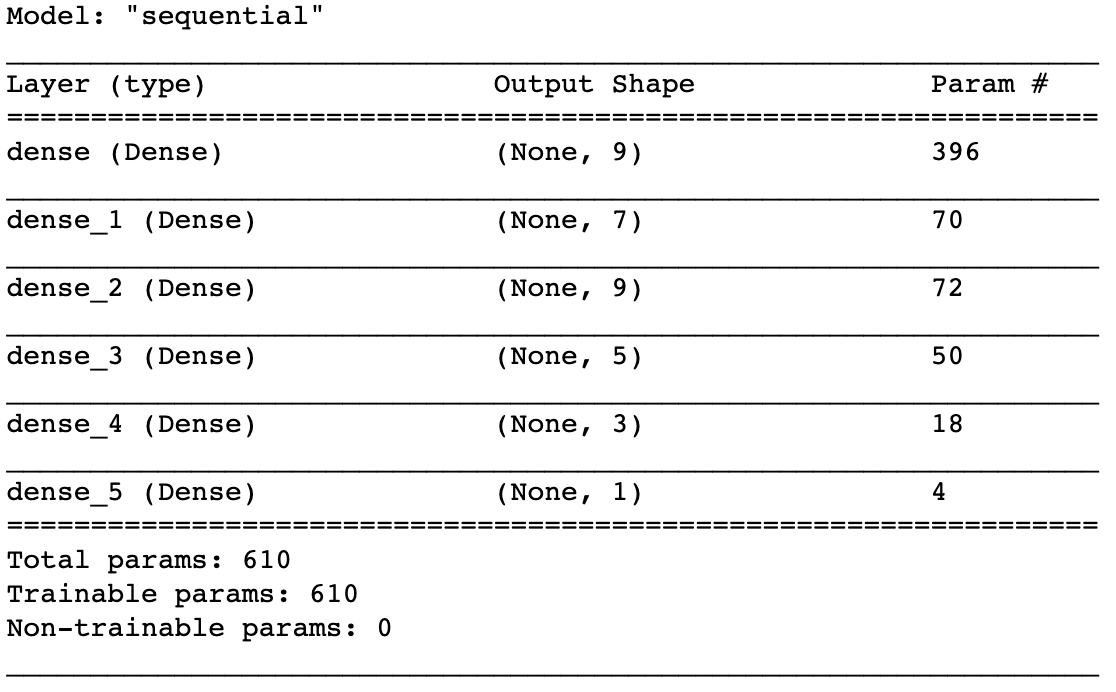 Model: "sequential"
Layer (type) Output Shape Param #
=================================================================
dense (Dense) (None, 9) 396
dense_1 (Dense) (None, 7) 70
dense_2 (Dense) (None, 9) 72
dense_3 (Dense) (None, 5) 50
dense_4 (Dense) (None, 3) 18
dense_5 (Dense) (None, 1) 4
=================================================================
Total params: 610
Trainable params: 610
Non-trainable params: 0